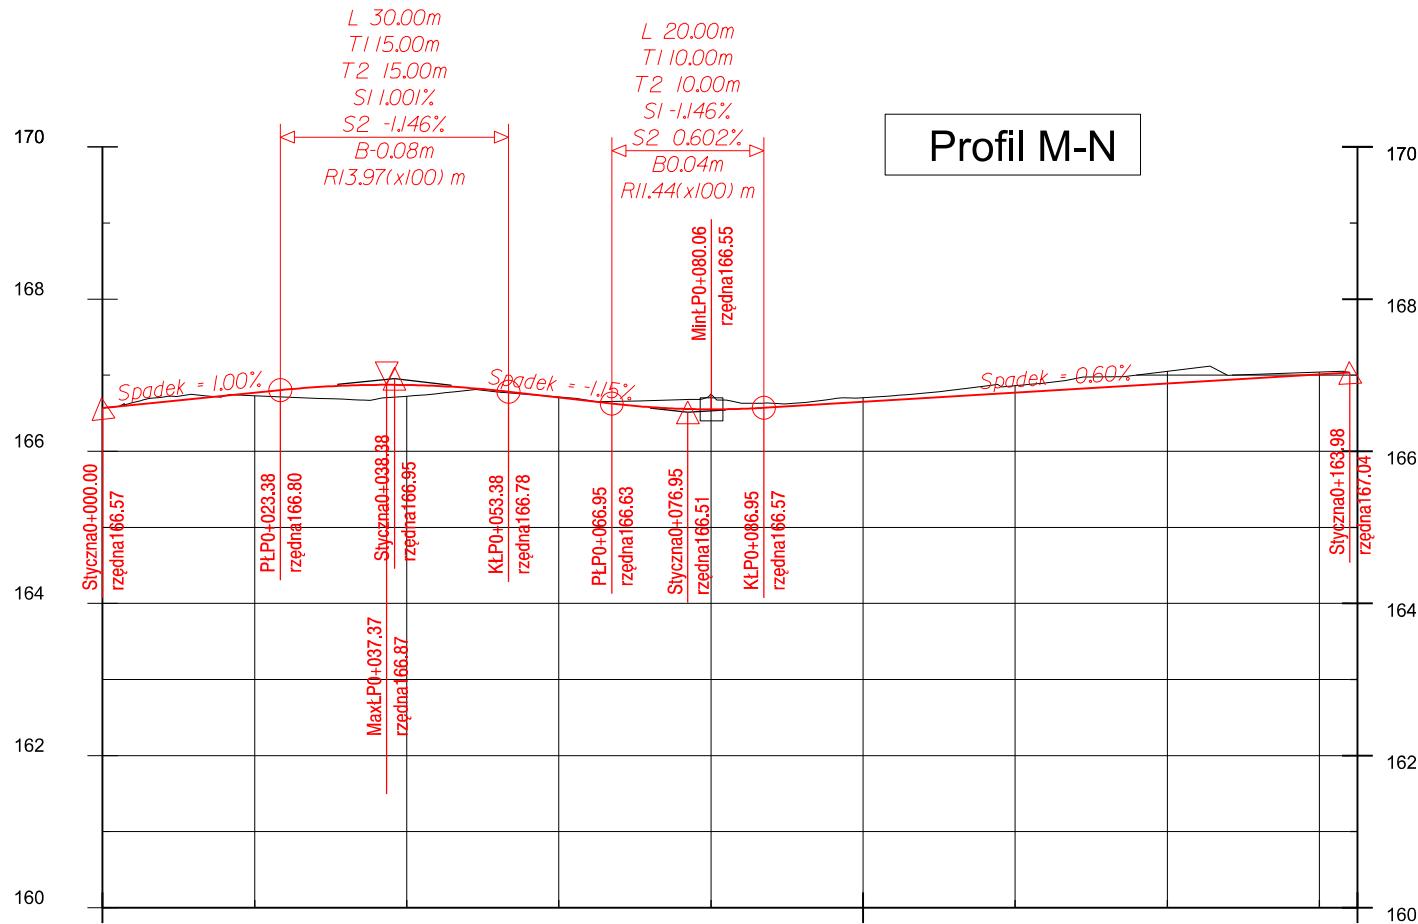 L 30.00m
T1 15.00m
T2 15.00m
S1 1.001%
S2 -1.146%
B-0.08m
R13.97(x100) m
L 20.00m
T1 10.00m
T2 10.00m
S1 -1.146%
S2 0.602%
B0.04m
R11.44(x100) m
Profil M-N
170
168
166
164
162
160
170
168
166
164
162
160
Spadek = 1.00%
Spadek = -1.15%
Spadek = 0.60%
MinŁP0+080.06
rzędna166.55
Styczna0+000.00
rzędna166.57
PŁP0+023.38
rzędna166.80
Styczna0+038.38
rzędna166.95
MaxŁP0+037.37
rzędna166.87
KŁP0+053.38
rzędna166.78
PŁP0+066.95
rzędna166.63
Styczna0+076.95
rzędna166.51
KŁP0+086.95
rzędna166.57
Styczna0+163.98
rzędna167.04